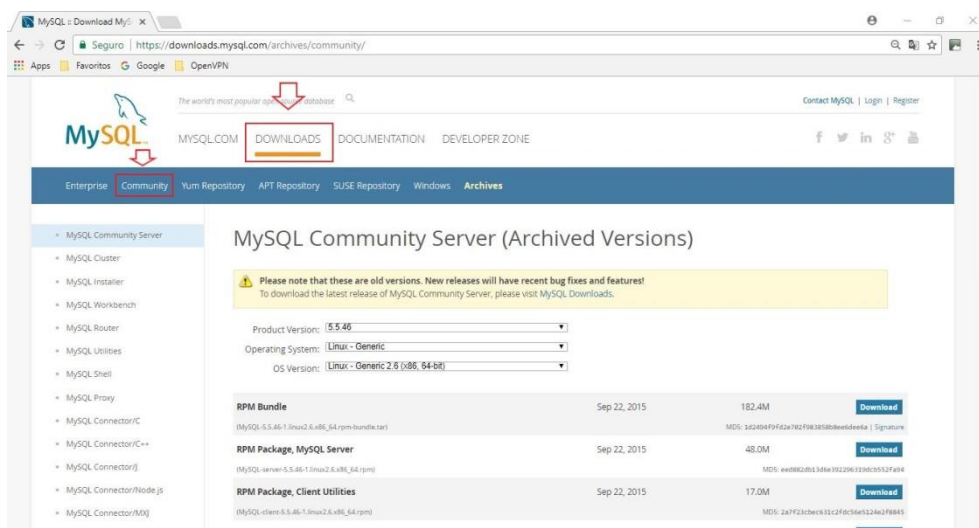 MySQL :: Download MyS
Seguro | https://downloads.mysql.com/archives/community/
Apps Favoritos Google OpenVPN
The world's most popular open source database
Contact MySQL | Login | Register
MySQL
MYSQL.COM DOWNLOADS DOCUMENTATION DEVELOPER ZONE
Enterprise Community Yum Repository APT Repository SUSE Repository Windows Archives
MySQL Community Server
MySQL Cluster
MySQL Installer
MySQL Workbench
MySQL Router
MySQL Utilities
MySQL Shell
MySQL Proxy
MySQL Connector/C
MySQL Connector/C++
MySQL Connector/J
MySQL Connector/Node.js
MySQL Connector/MXJ
MySQL Community Server (Archived Versions)
Please note that these are old versions. New releases will have recent bug fixes and features!
To download the latest release of MySQL Community Server, please visit MySQL Downloads.
Product Version: 5.5.46
Operating System: Linux - Generic
OS Version: Linux - Generic 2.6 (x86, 64-bit)
RPM Bundle Sep 22, 2015 182.4M Download
(MySQL-5.5.46-1.linux2.6.x86_64.rpm-bundle.tar) MD5: | Signature
RPM Package, MySQL Server Sep 22, 2015 48.0M Download
(MySQL-server-5.5.46-1.linux2.6.x86_64.rpm) MD5:
RPM Package, Client Utilities Sep 22, 2015 17.0M Download
(MySQL-client-5.5.46-1.linux2.6.x86_64.rpm) MD5: